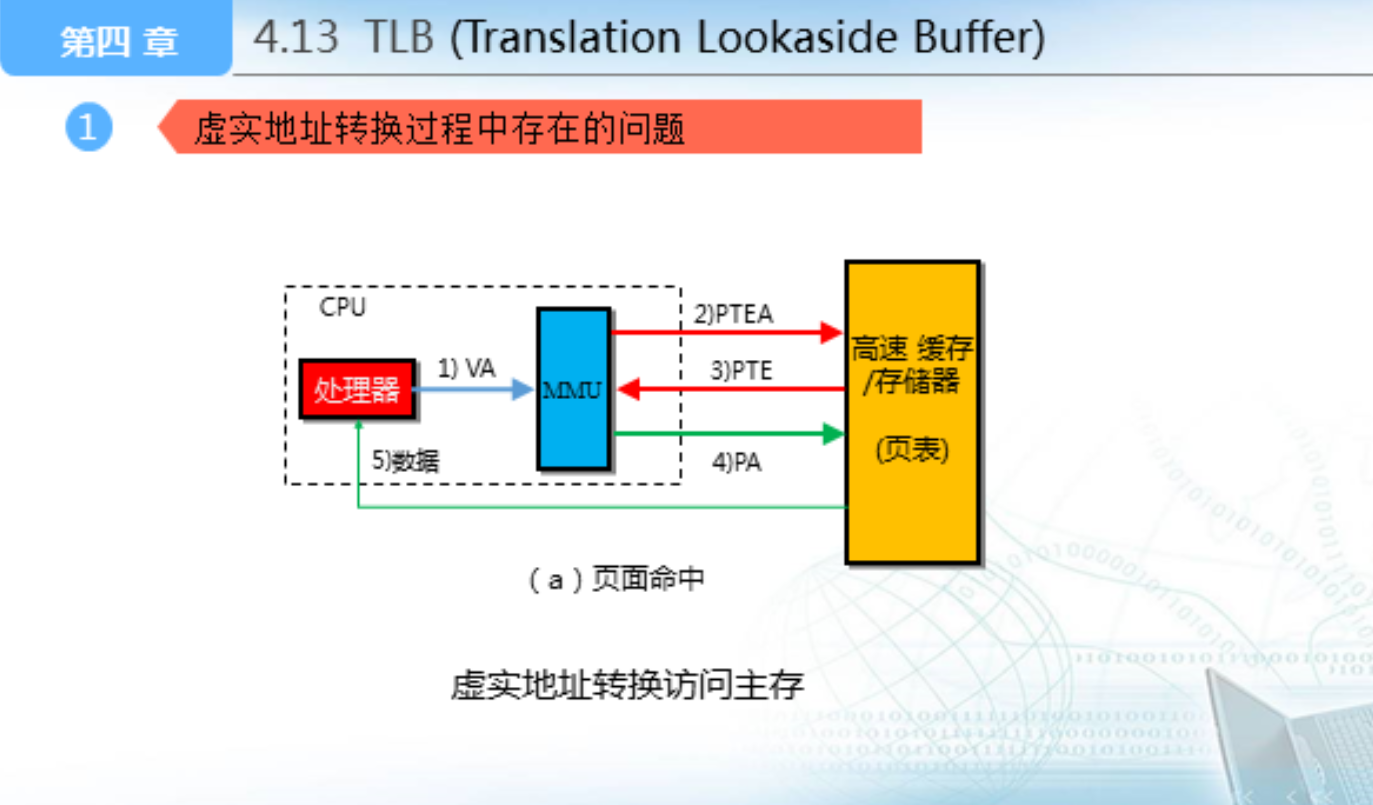 第四 章
4.13 TLB (Translation Lookaside Buffer)
1
虚实地址转换过程中存在的问题
CPU
处理器
1) VA
MMU
2)PTEA
3)PTE
4)PA
5)数据
高速 缓存
/存储器
(页表)
（a）页面命中
虚实地址转换访问主存